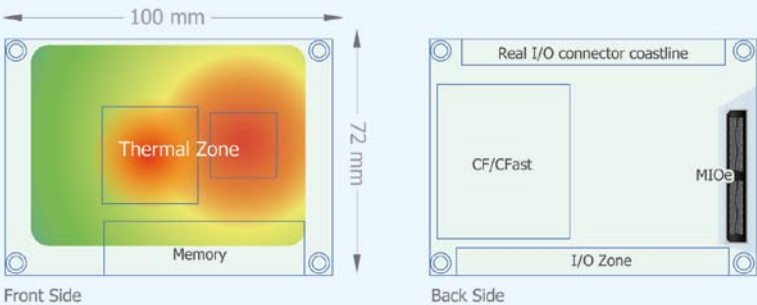 100 mm
Real I/O connector coastline
Thermal Zone
72 mm
CF/CFast
MIOe
Memory
I/O Zone
Front Side
Back Side